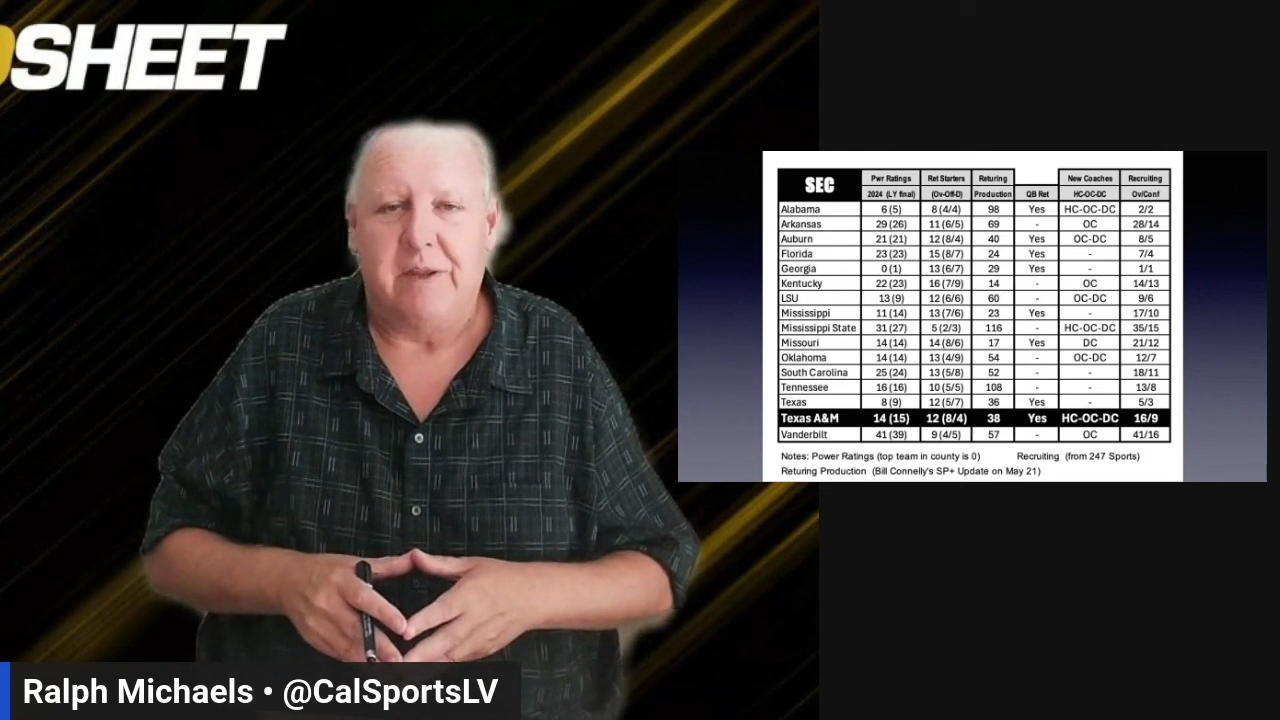 SHEET
SEC Pwr Ratings Ret Starters Returing New Coaches Recruiting
2024 (LY final) (Ov-Off-D) Production QB Ret HC-OC-DC Ov/Conf
Alabama 6 (5) 8 (4/4) 98 Yes HC-OC-DC 2/2
Arkansas 29 (26) 11 (6/5) 69 - OC 28/14
Auburn 21 (21) 12 (8/4) 40 Yes OC-DC 8/5
Florida 23 (23) 15 (8/7) 24 Yes - 7/4
Georgia 0 (1) 13 (6/7) 29 Yes - 1/1
Kentucky 22 (23) 16 (7/9) 14 - OC 14/13
LSU 13 (9) 12 (6/6) 60 - OC-DC 9/6
Mississippi 11 (14) 13 (7/6) 23 Yes - 17/10
Mississippi State 31 (27) 5 (2/3) 116 - HC-OC-DC 35/15
Missouri 14 (14) 14 (8/6) 17 Yes DC 21/12
Oklahoma 14 (14) 13 (4/9) 54 - OC-DC 12/7
South Carolina 25 (24) 13 (5/8) 52 - - 18/11
Tennessee 16 (16) 10 (5/5) 108 - - 13/8
Texas 8 (9) 12 (5/7) 36 Yes - 5/3
Texas A&M 14 (15) 12 (8/4) 38 Yes HC-OC-DC 16/9
Vanderbilt 41 (39) 9 (4/5) 57 - OC 41/16
Notes: Power Ratings (top team in county is 0) Recruiting (from 247 Sports)
Returing Production (Bill Connelly's SP+ Update on May 21)
Ralph Michaels • @CalSportsLV